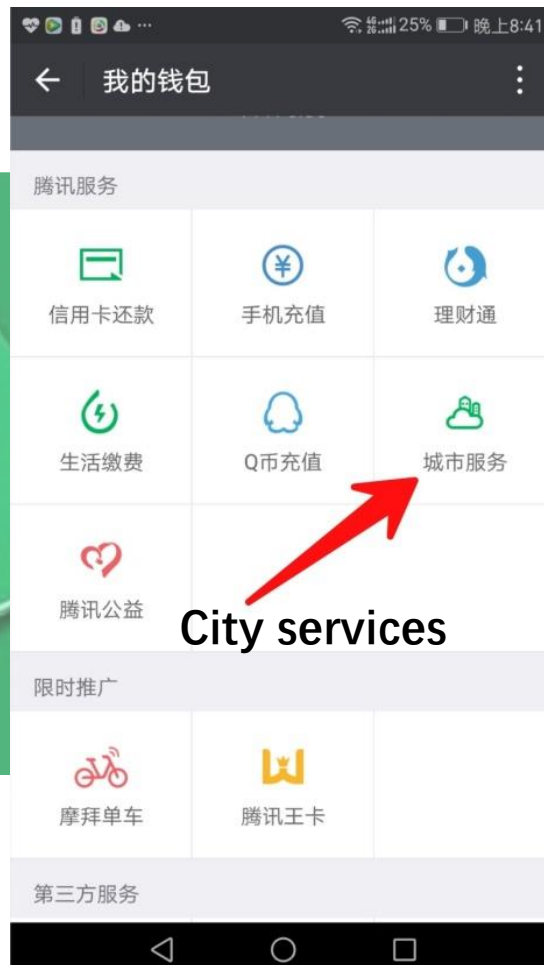 25% 晚上8:41
我的钱包
腾讯服务
信用卡还款 手机充值 理财通
生活缴费 Q币充值 城市服务
腾讯公益
City services
限时推广
摩拜单车 腾讯王卡
第三方服务